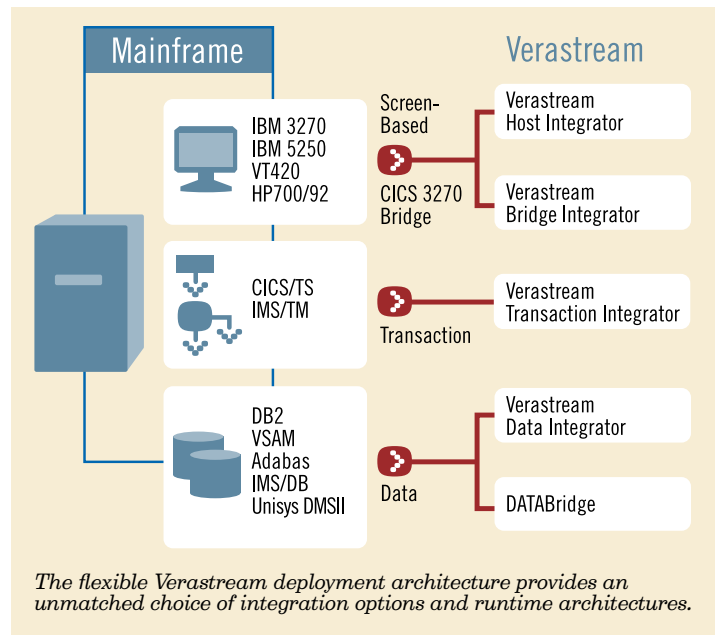 Mainframe
Verastream
IBM 3270
IBM 5250
VT420
HP700/92
Screen-
Based
CICS 3270
Bridge
Verastream
Host Integrator
Verastream
Bridge Integrator
CICS/TS
IMS/TM
Transaction
Verastream
Transaction Integrator
DB2
VSAM
Adabas
IMS/DB
Unisys DMSII
Data
Verastream
Data Integrator
DATABridge
The flexible Verastream deployment architecture provides an
unmatched choice of integration options and runtime architectures.